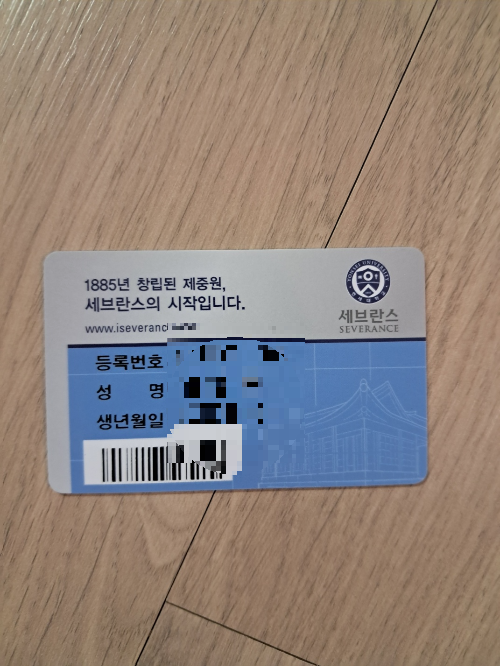 1885년 창립된 제중원,
세브란스의 시작입니다.
세브란스
SEVERANCE
등록번호
성 명
생년월일